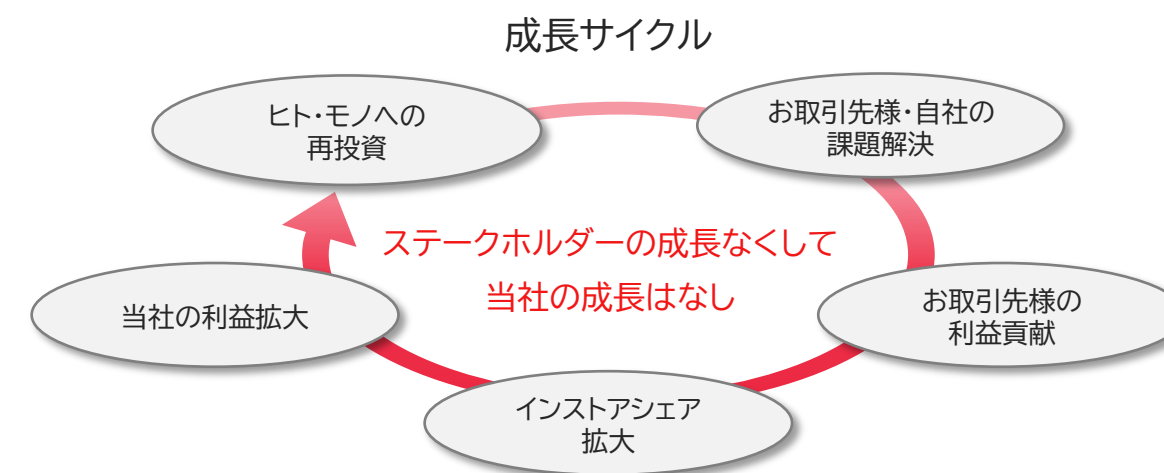 成長サイクル
ヒト・モノへの
再投資
お取引先様・自社の
課題解決
ステークホルダーの成長なくして
当社の成長はなし
当社の利益拡大
お取引先様の
利益貢献
インストアシェア
拡大